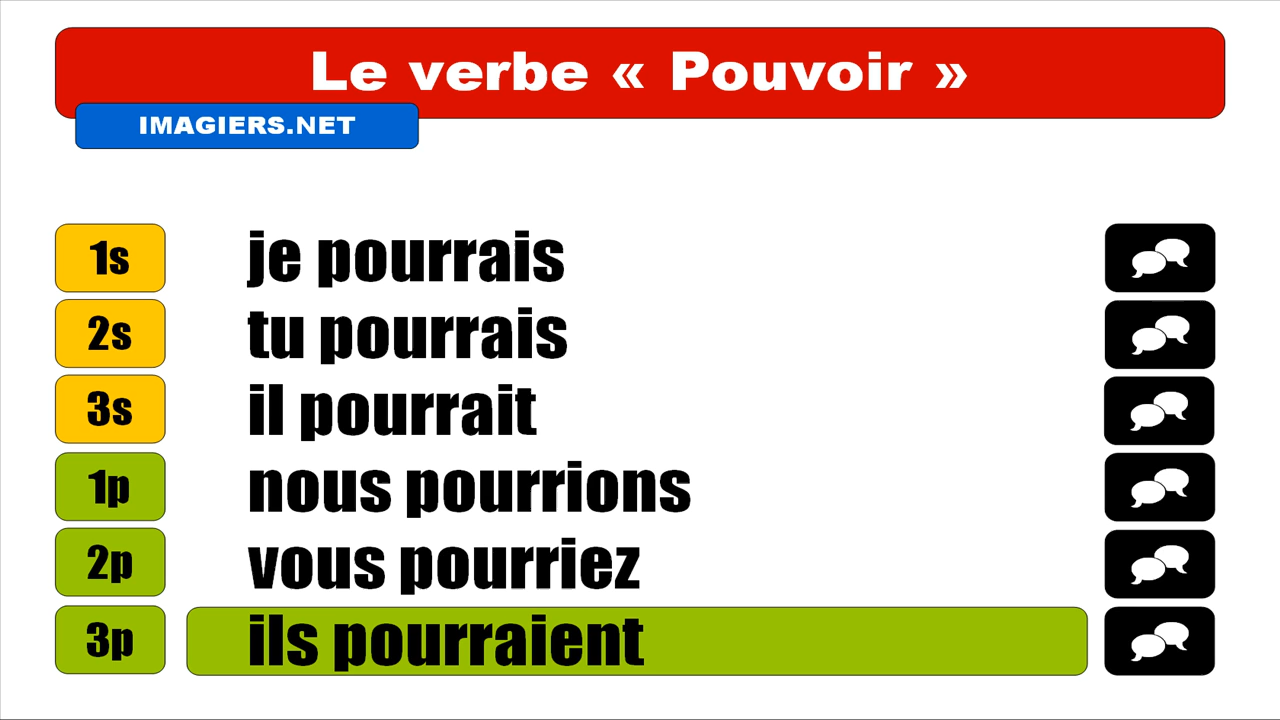 Le verbe « Pouvoir »
IMAGIERS.NET
1s je pourrais
2s tu pourrais
3s il pourrait
1p nous pourrions
2p vous pourriez
3p ils pourraient